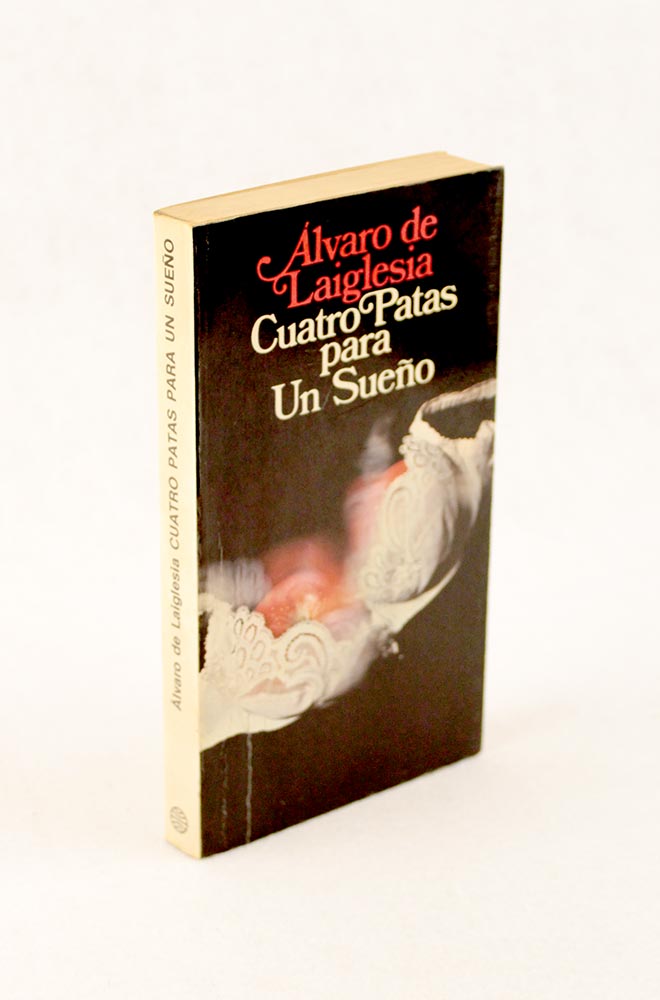 Álvaro de
Laiglesia
Cuatro Patas
para
Un Sueño
Álvaro de Laiglesia CUATRO PATAS PARA UN SUEÑO